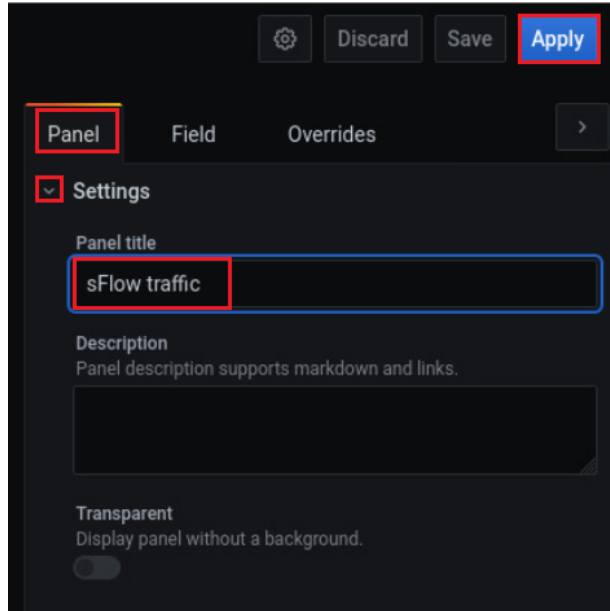 Discard Save Apply
Panel Field Overrides
Settings
Panel title
sFlow traffic
Description
Panel description supports markdown and links.
Transparent
Display panel without a background.